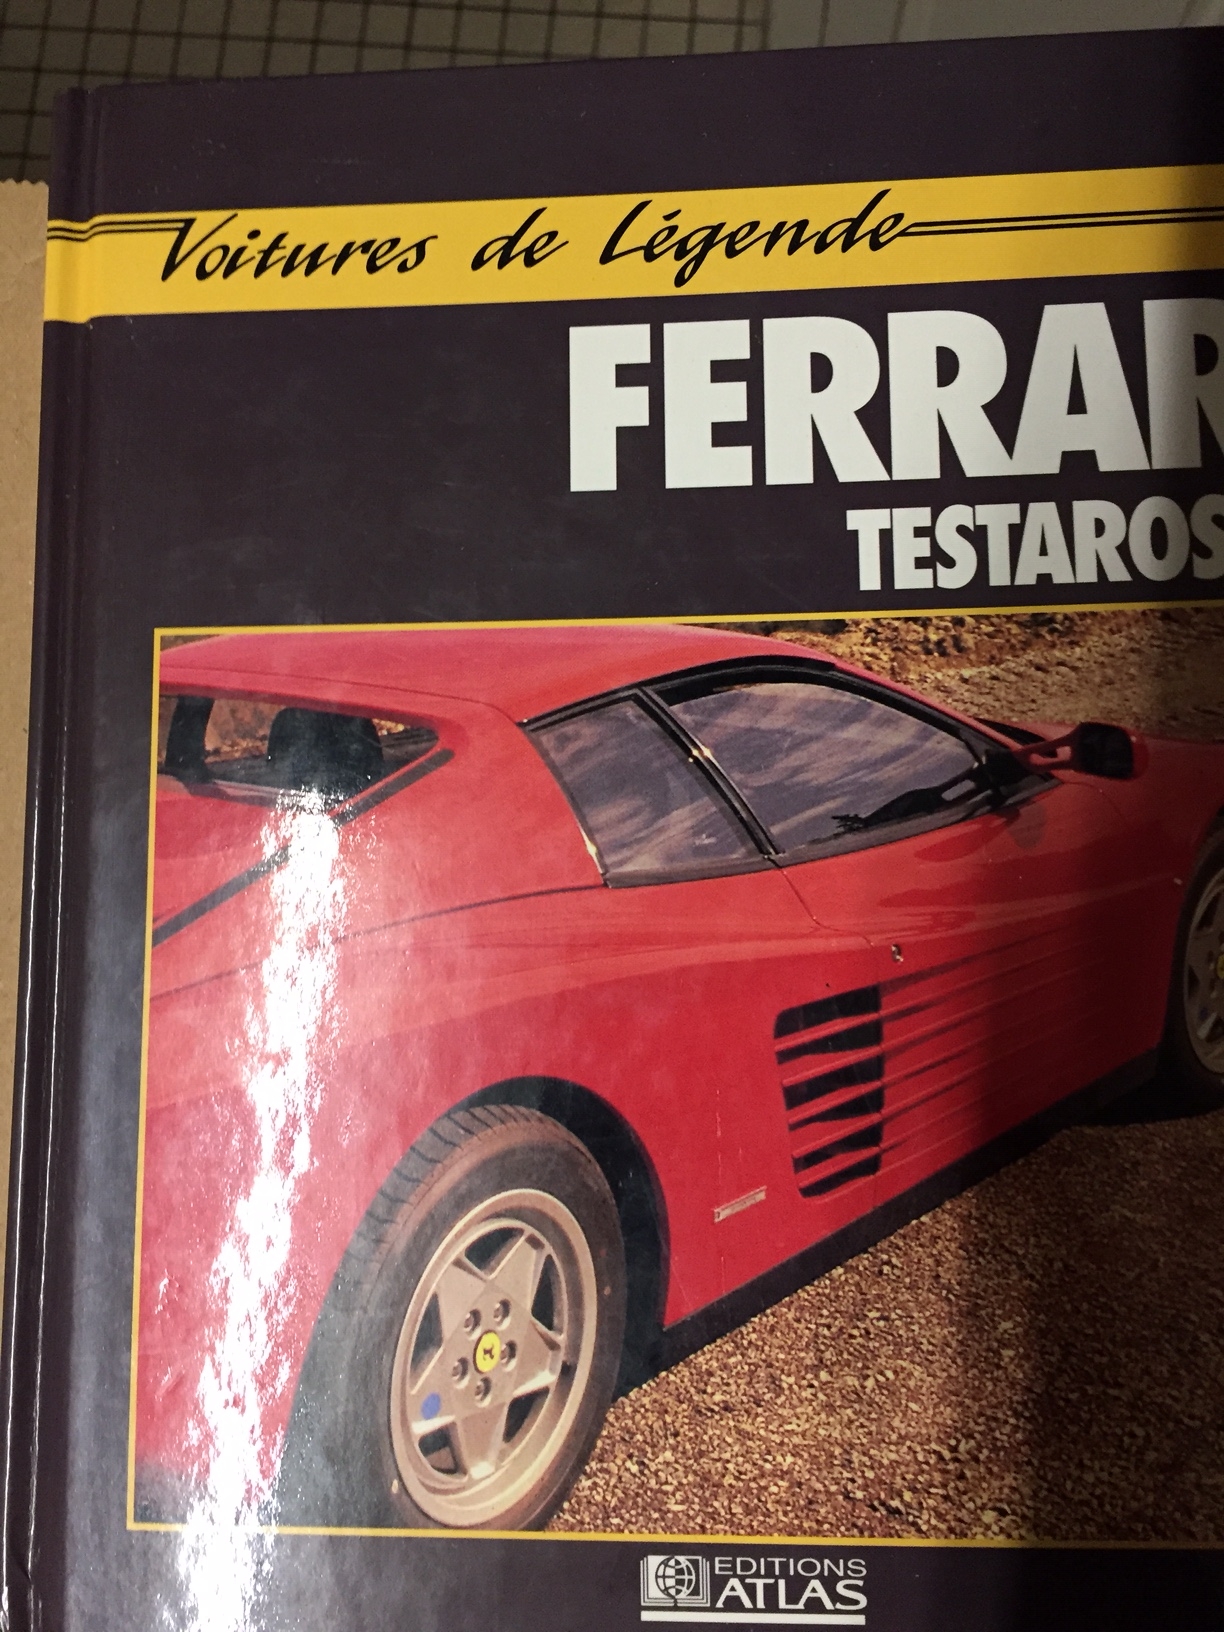 Voitures de Légende
FERRAR
TESTAROS
EDITIONS
ATLAS